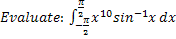 Evaluate: ∫_{-π/2}^{π/2} x^{10} sin^{-1}x dx